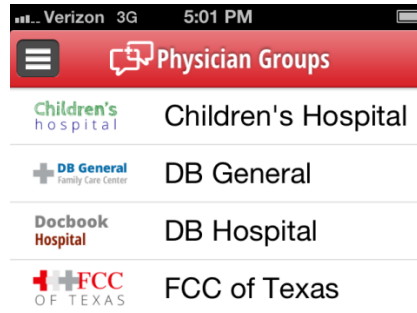 Verizon 3G 5:01 PM
Physician Groups
Children's
hospital
Children's Hospital
DB General
Family Care Center
DB General
Docbook
Hospital
DB Hospital
FCC
OF TEXAS
FCC of Texas